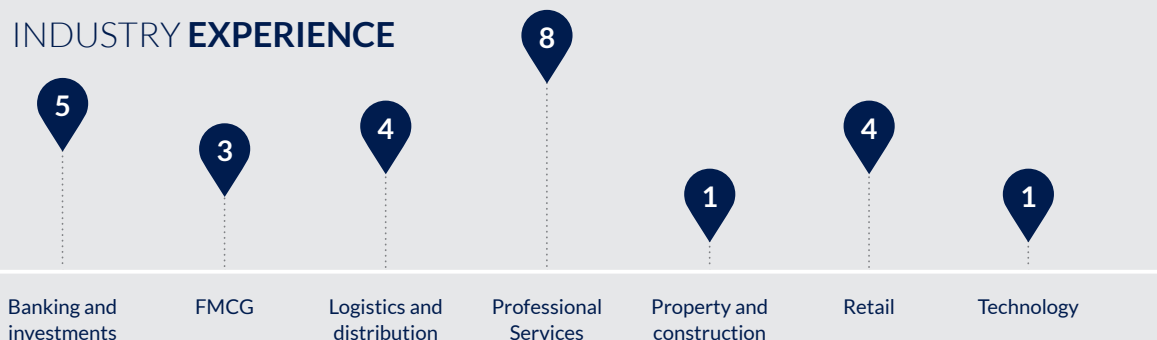 INDUSTRY EXPERIENCE
5
3
4
8
1
4
1
Banking and
investments
FMCG
Logistics and
distribution
Professional
Services
Property and
construction
Retail
Technology